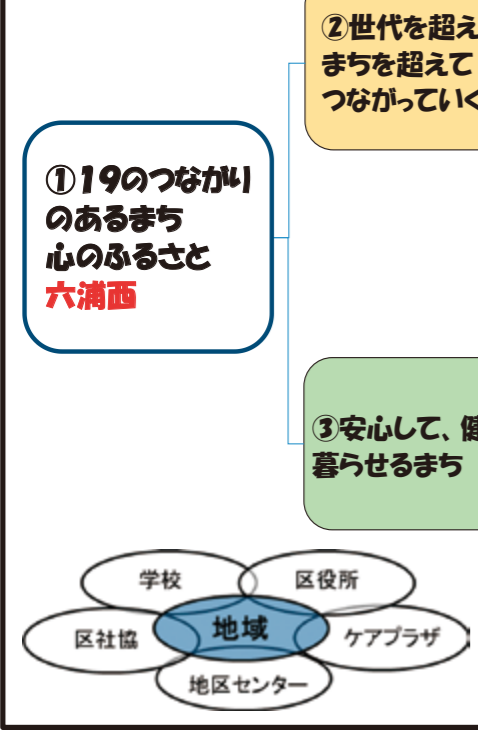 ②世代を超え
まちを超えて
つながっていく
①19のつながり
のあるまち
心のふるさと
六浦西
③安心して、健
暮らせるまち
学校
区役所
区社協
地域
ケアプラザ
地区センター